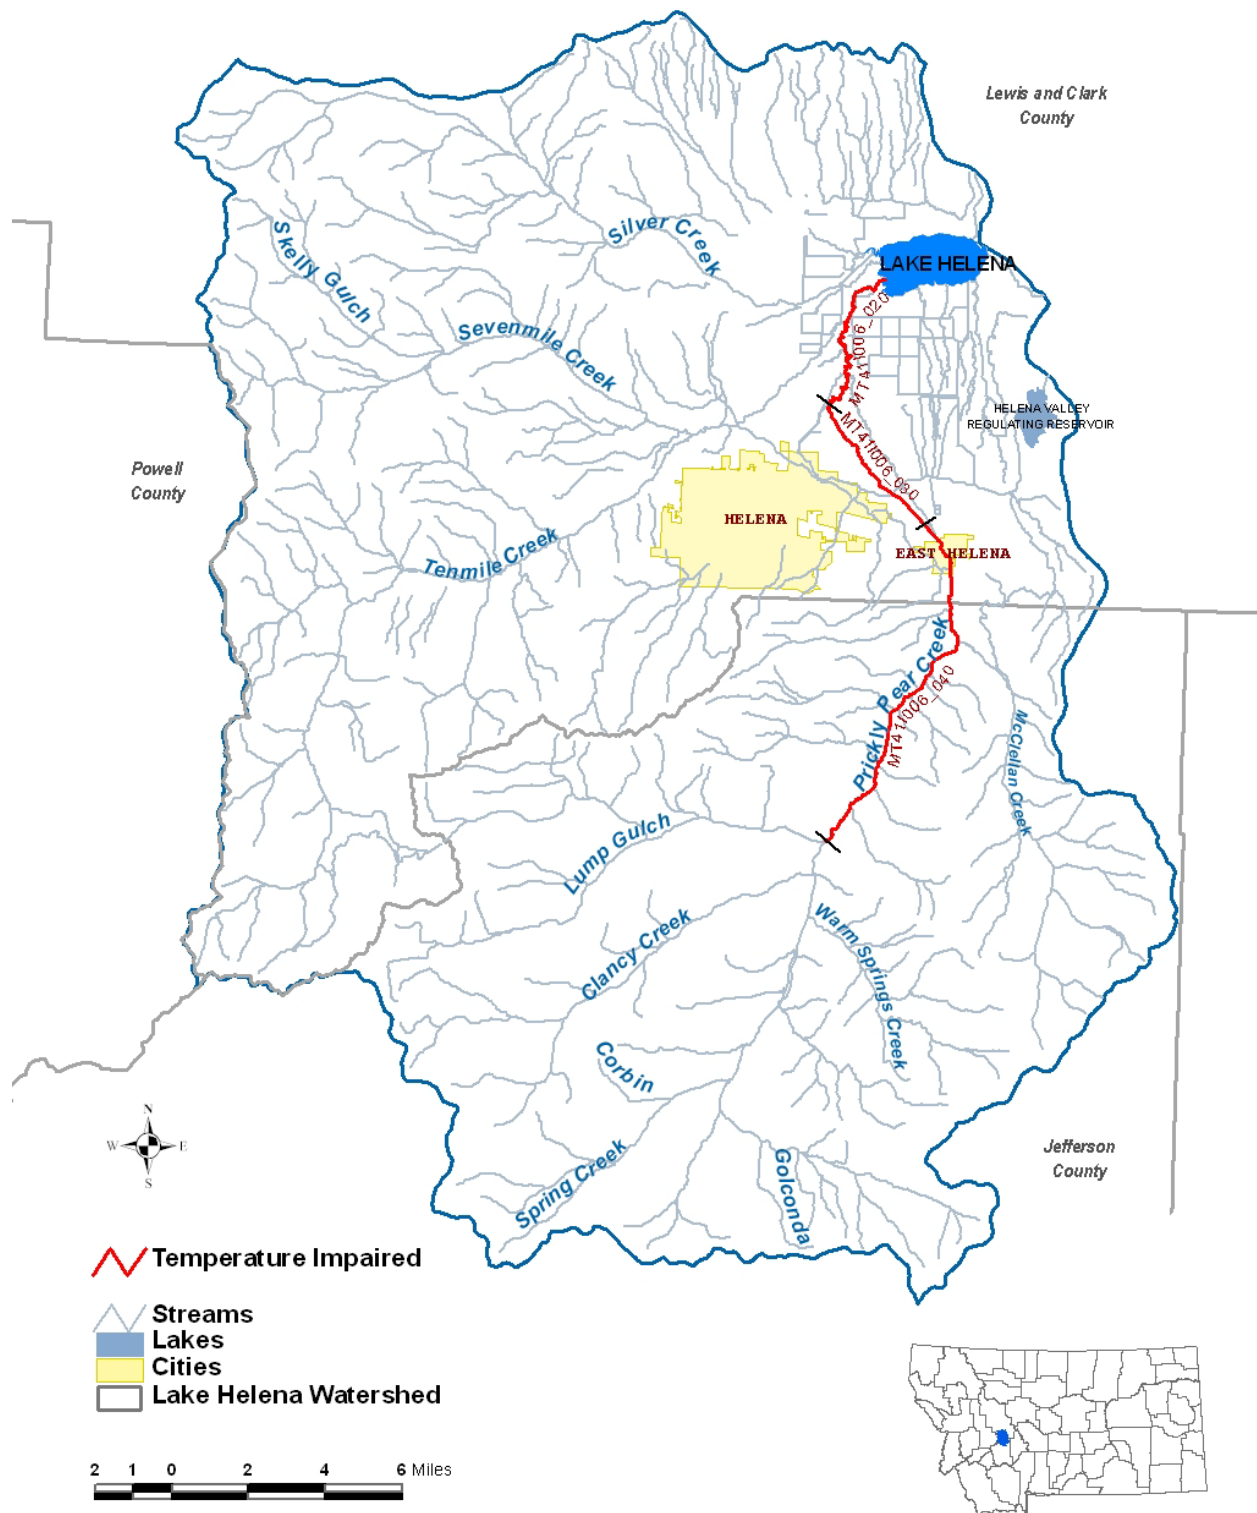 Lewis and Clark
County
Silver Creek
Skelly Gulch
LAKE HELENA
MT41I006_020
Sevenmile Creek
HELENA VALLEY
REGULATING RESERVOIR
MT41I006_030
Powell
County
HELENA
EAST HELENA
Tenmile Creek
Prickly Pear Creek
MT41I006_040
McClellan Creek
Lump Gulch
Clancy Creek
Warm Springs Creek
Corbin
Spring Creek
Golconda
Jefferson
County
N
W E
S
Temperature Impaired
Streams
Lakes
Cities
Lake Helena Watershed
2 1 0 2 4 6 Miles